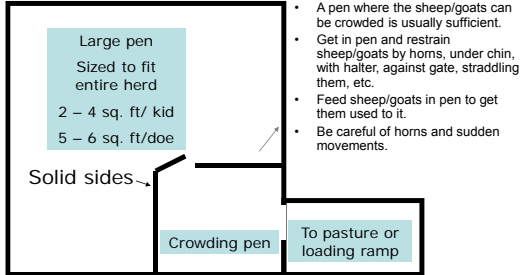 Large pen
Sized to fit
entire herd
2 – 4 sq. ft/ kid
5 – 6 sq. ft/doe
Solid sides
Crowding pen
To pasture or
loading ramp
• A pen where the sheep/goats can
be crowded is usually sufficient.
• Get in pen and restrain
sheep/goats by horns, under chin,
with halter, against gate, straddling
them, etc.
• Feed sheep/goats in pen to get
them used to it.
• Be careful of horns and sudden
movements.